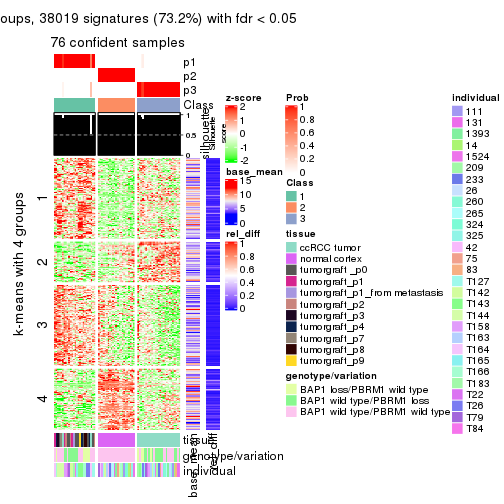 oups, 38019 signatures (73.2%) with fdr < 0.05
76 confident samples
p1
p2
p3
Class
1
0.5
0
silhouette
score
Silhouette
k-means with 4 groups
1
2
3
4
tissue
genotype/variation
individual
base_mean
rel_diff
z-score
2
1
0
-1
-2
base_mean
15
10
5
0
rel_diff
1
0.8
0.6
0.4
0.2
0
Prob
1
0.8
0.6
0.4
0.2
0
Class
1
2
3
tissue
ccRCC tumor
normal cortex
tumorgraft_p0
tumorgraft_p1
tumorgraft_p1_from metastasis
tumorgraft_p2
tumorgraft_p3
tumorgraft_p4
tumorgraft_p7
tumorgraft_p8
tumorgraft_p9
genotype/variation
BAP1 loss/PBRM1 wild type
BAP1 wild type/PBRM1 loss
BAP1 wild type/PBRM1 wild type
Individual
111
131
1393
14
1524
209
233
26
260
265
324
325
42
75
83
T127
T142
T143
T144
T158
T163
T164
T165
T166
T183
T22
T26
T79
T84